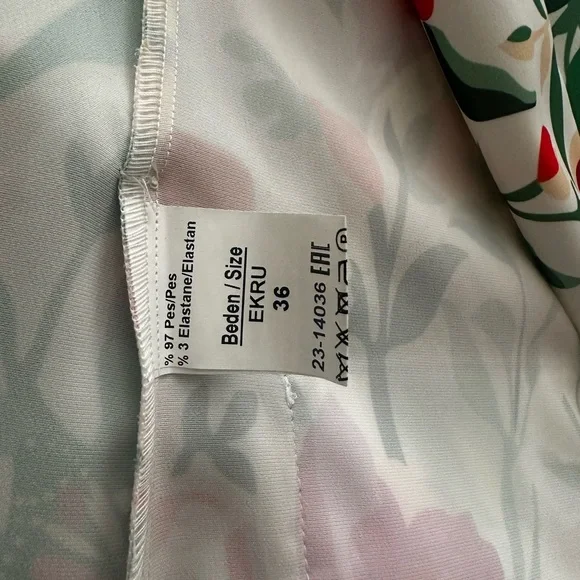 % 97 Pes/Pes
% 3 Elastane/Elastan
Beden / Size
EKRU
36
23-14036 EAC
P